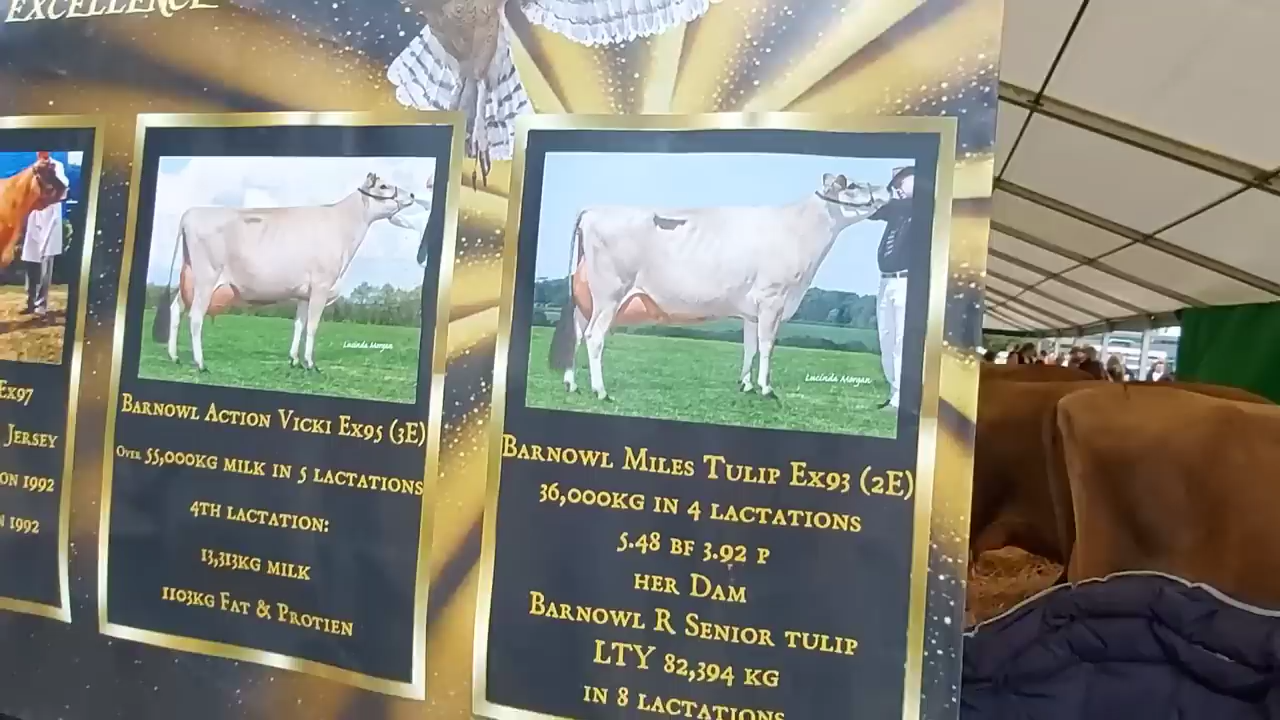 EXCELLENCE
Ex97
JERSEY
ON 1992
N 1992
Lucinda Morgan
BARNOWL ACTION VICKI EX95 (3E)
OVER 55,000KG MILK IN 5 LACTATIONS
4TH LACTATION:
13,313KG MILK
1103KG FAT & PROTIEN
Lucinda Morgan
BARNOWL MILES TULIP EX93 (2E)
36,000KG IN 4 LACTATIONS
5.48 BF 3.92 P
HER DAM
BARNOWL R SENIOR TULIP
LTY 82,394 KG
IN 8 LACTATIONS